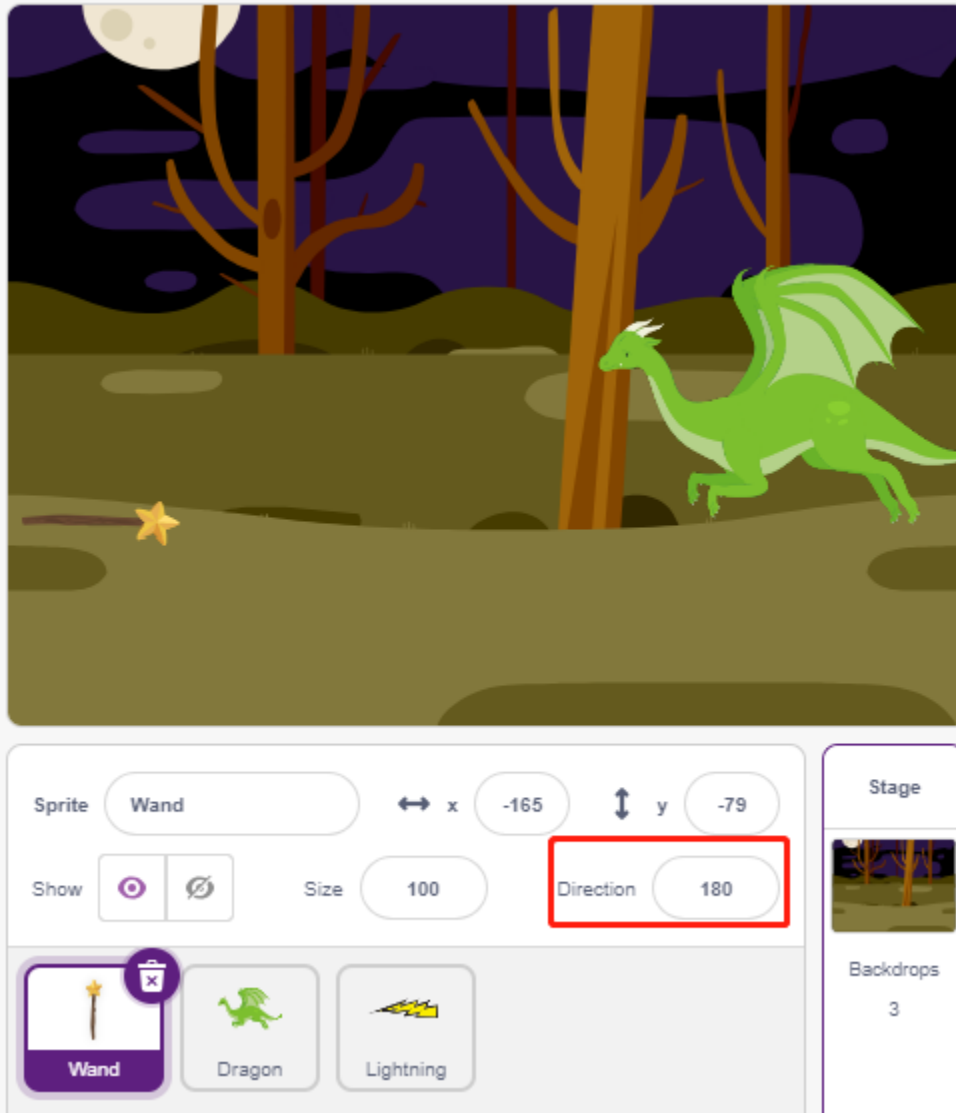 Sprite Wand x -165 y -79
Show Size 100 Direction 180
Stage
Backdrops
3
Wand Dragon Lightning